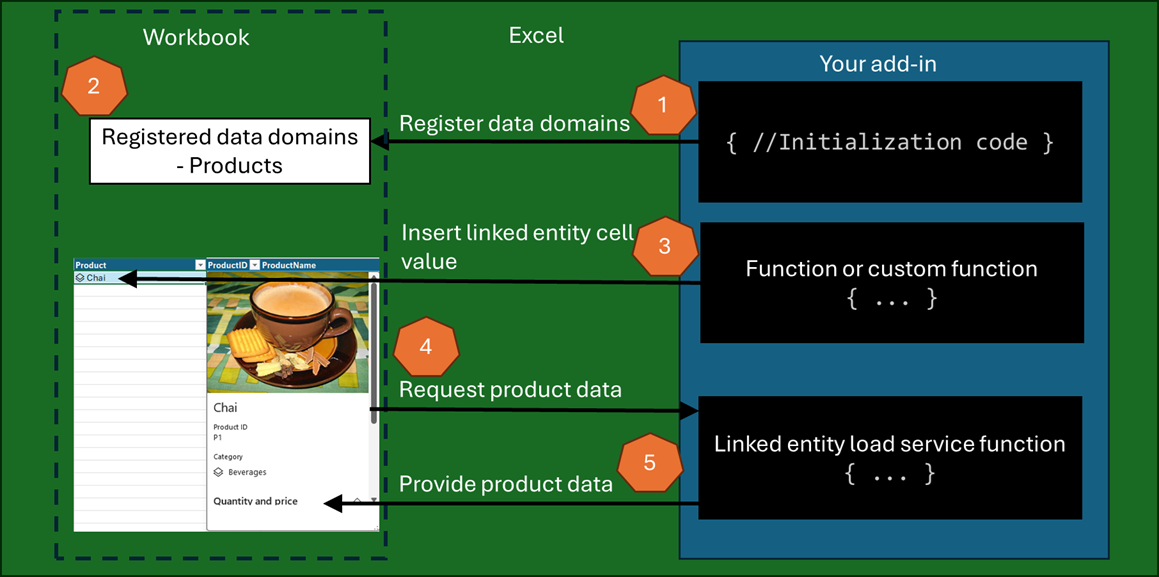 Workbook
Excel
Your add-in
2
1
Register data domains
{ //Initialization code }
Registered data domains
- Products
Insert linked entity cell
value
3
Function or custom function
{ ... }
Product
ProductID
ProductName
Chai
4
Request product data
Chai
Product ID
P1
Category
Beverages
Quantity and price
5
Provide product data
Linked entity load service function
{ ... }